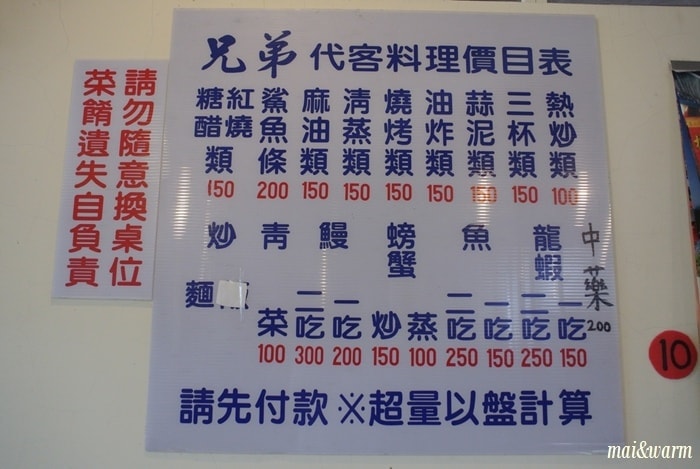 兄弟 代客料理價目表
熱炒類 100
三杯類 150
蒜泥類 150
油炸類 150
燒烤類 150
清蒸類 150
麻油類 150
鯊魚條 200
紅燒
糖醋
類 150
中藥 200
龍蝦
一吃 150
二吃 250
魚
一吃 150
二吃 250
螃蟹
蒸 100
炒 150
鰻
一吃 200
二吃 300
青菜 100
炒
麵
請先付款 ※超量以盤計算
請勿隨意換桌位
菜餚遺失自負責
10
mai&warm